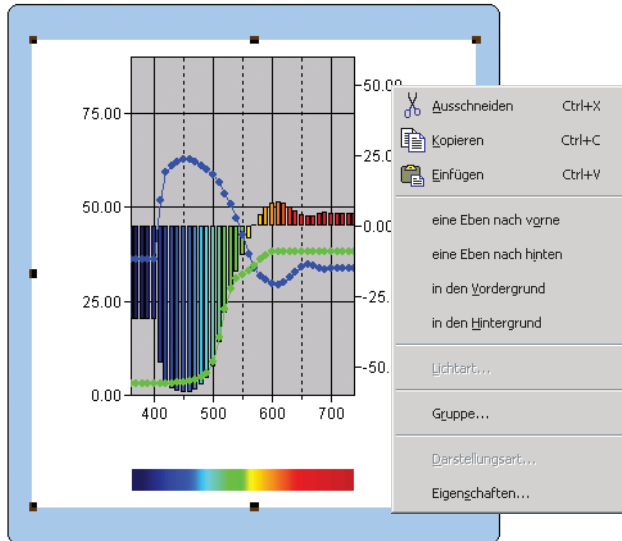 75.00
50.00
25.00
0.00
50.00
25.0
0.00
-25.
-50.
400 500 600 700
Ausschneiden Ctrl+X
Kopieren Ctrl+C
Einfügen Ctrl+V
eine Eben nach vorne
eine Eben nach hinten
in den Vordergrund
in den Hintergrund
Lichtart...
Gruppe...
Darstellungsart...
Eigenschaften...